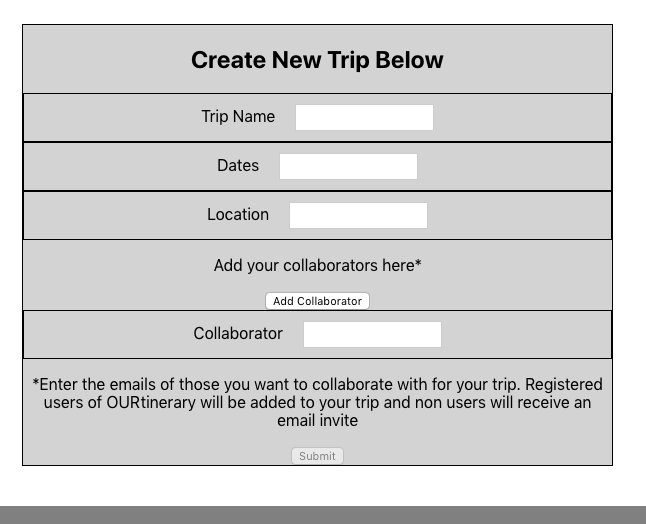 Create New Trip Below
Trip Name
Dates
Location
Add your collaborators here*
Add Collaborator
Collaborator
*Enter the emails of those you want to collaborate with for your trip. Registered
users of OURtinerary will be added to your trip and non users will receive an
email invite
Submit